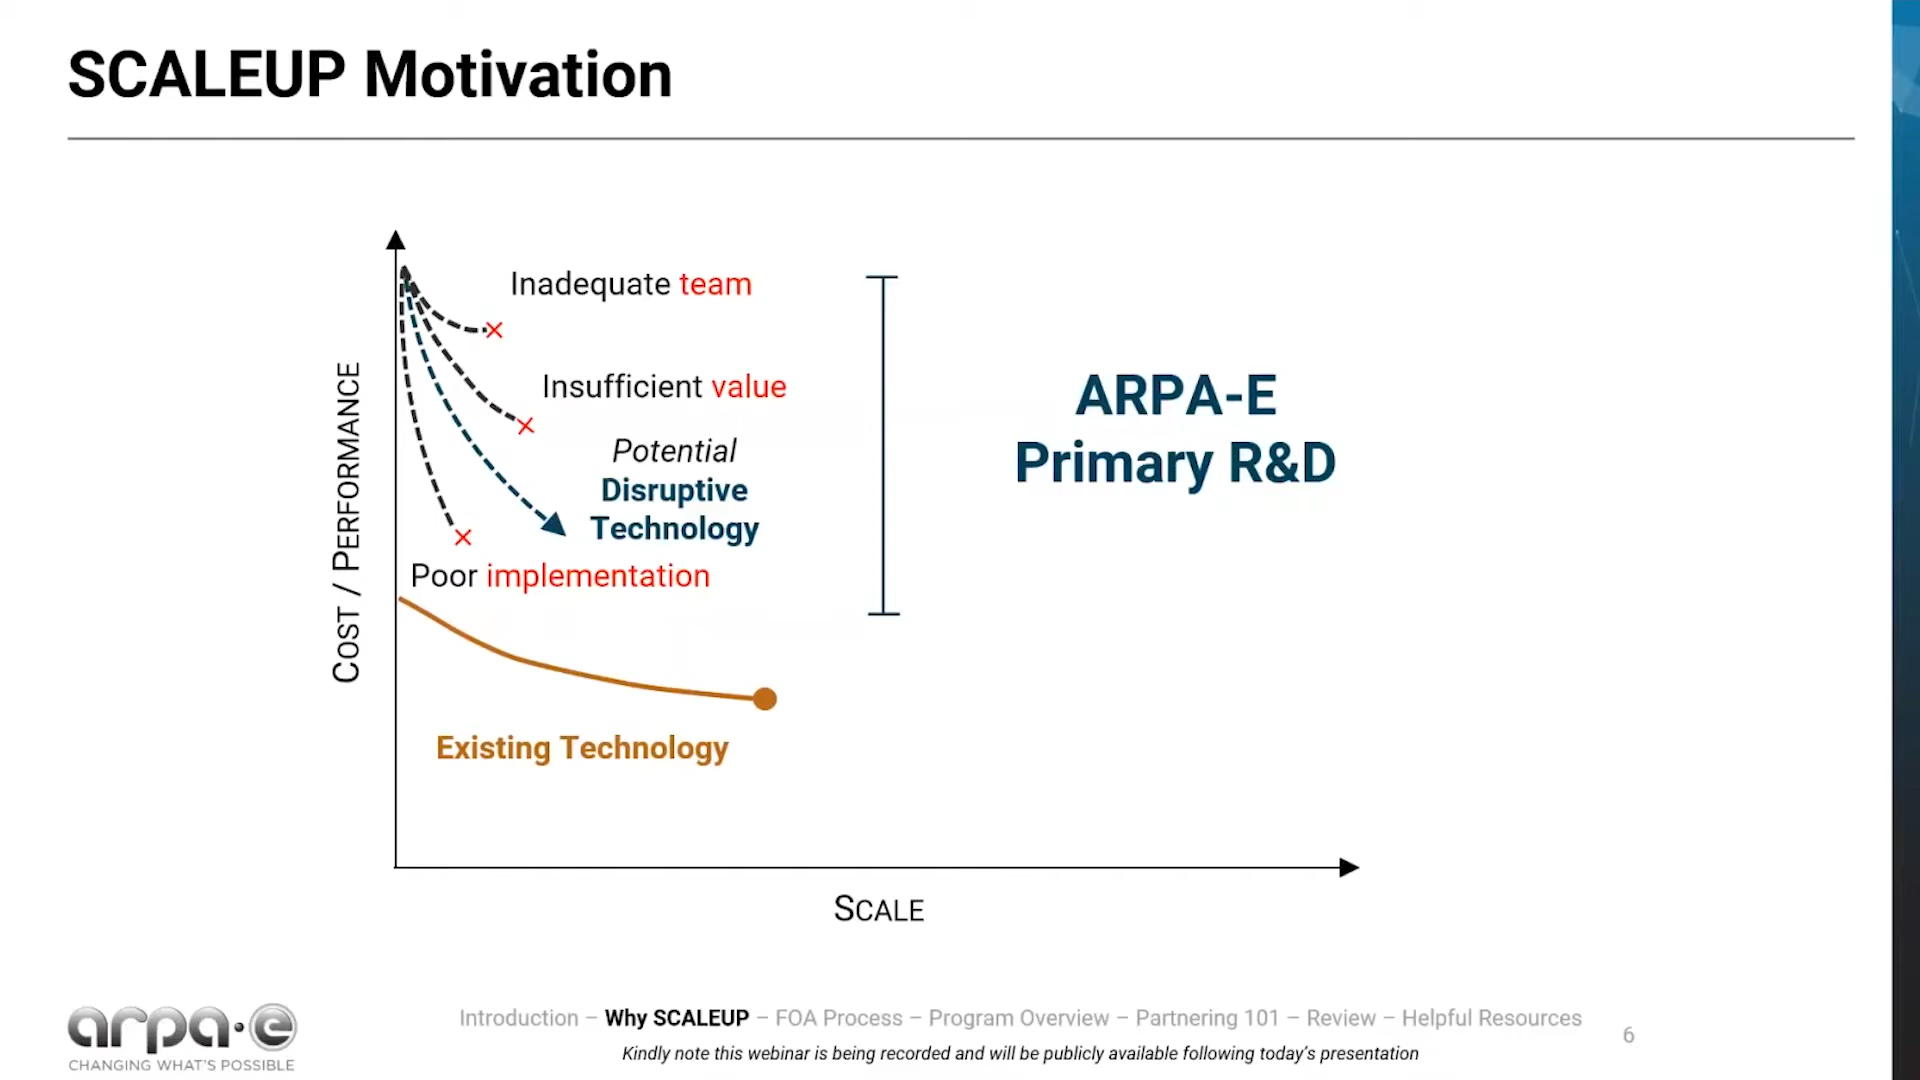 SCALEUP Motivation
Inadequate team
Insufficient value
Potential
Disruptive
Technology
Poor implementation
Existing Technology
COST / PERFORMANCE
SCALE
ARPA-E
Primary R&D
arpa·e
CHANGING WHAT'S POSSIBLE
Introduction – Why SCALEUP – FOA Process – Program Overview – Partnering 101 – Review – Helpful Resources
Kindly note this webinar is being recorded and will be publicly available following today's presentation
6